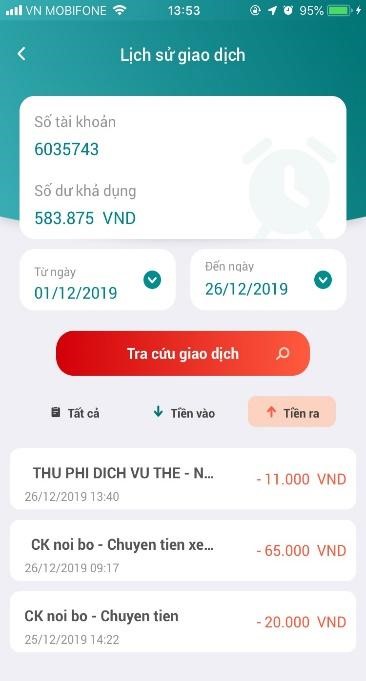 VN MOBIFONE 13:53 95%
Lịch sử giao dịch
Số tài khoản
6035743
Số dư khả dụng
583.875 VND
Từ ngày
01/12/2019
Đến ngày
26/12/2019
Tra cứu giao dịch
Tất cả Tiền vào Tiền ra
THU PHI DICH VU THE - N... - 11.000 VND
26/12/2019 13:40
CK noi bo - Chuyen tien xe... - 65.000 VND
26/12/2019 09:17
CK noi bo - Chuyen tien - 20.000 VND
25/12/2019 14:22